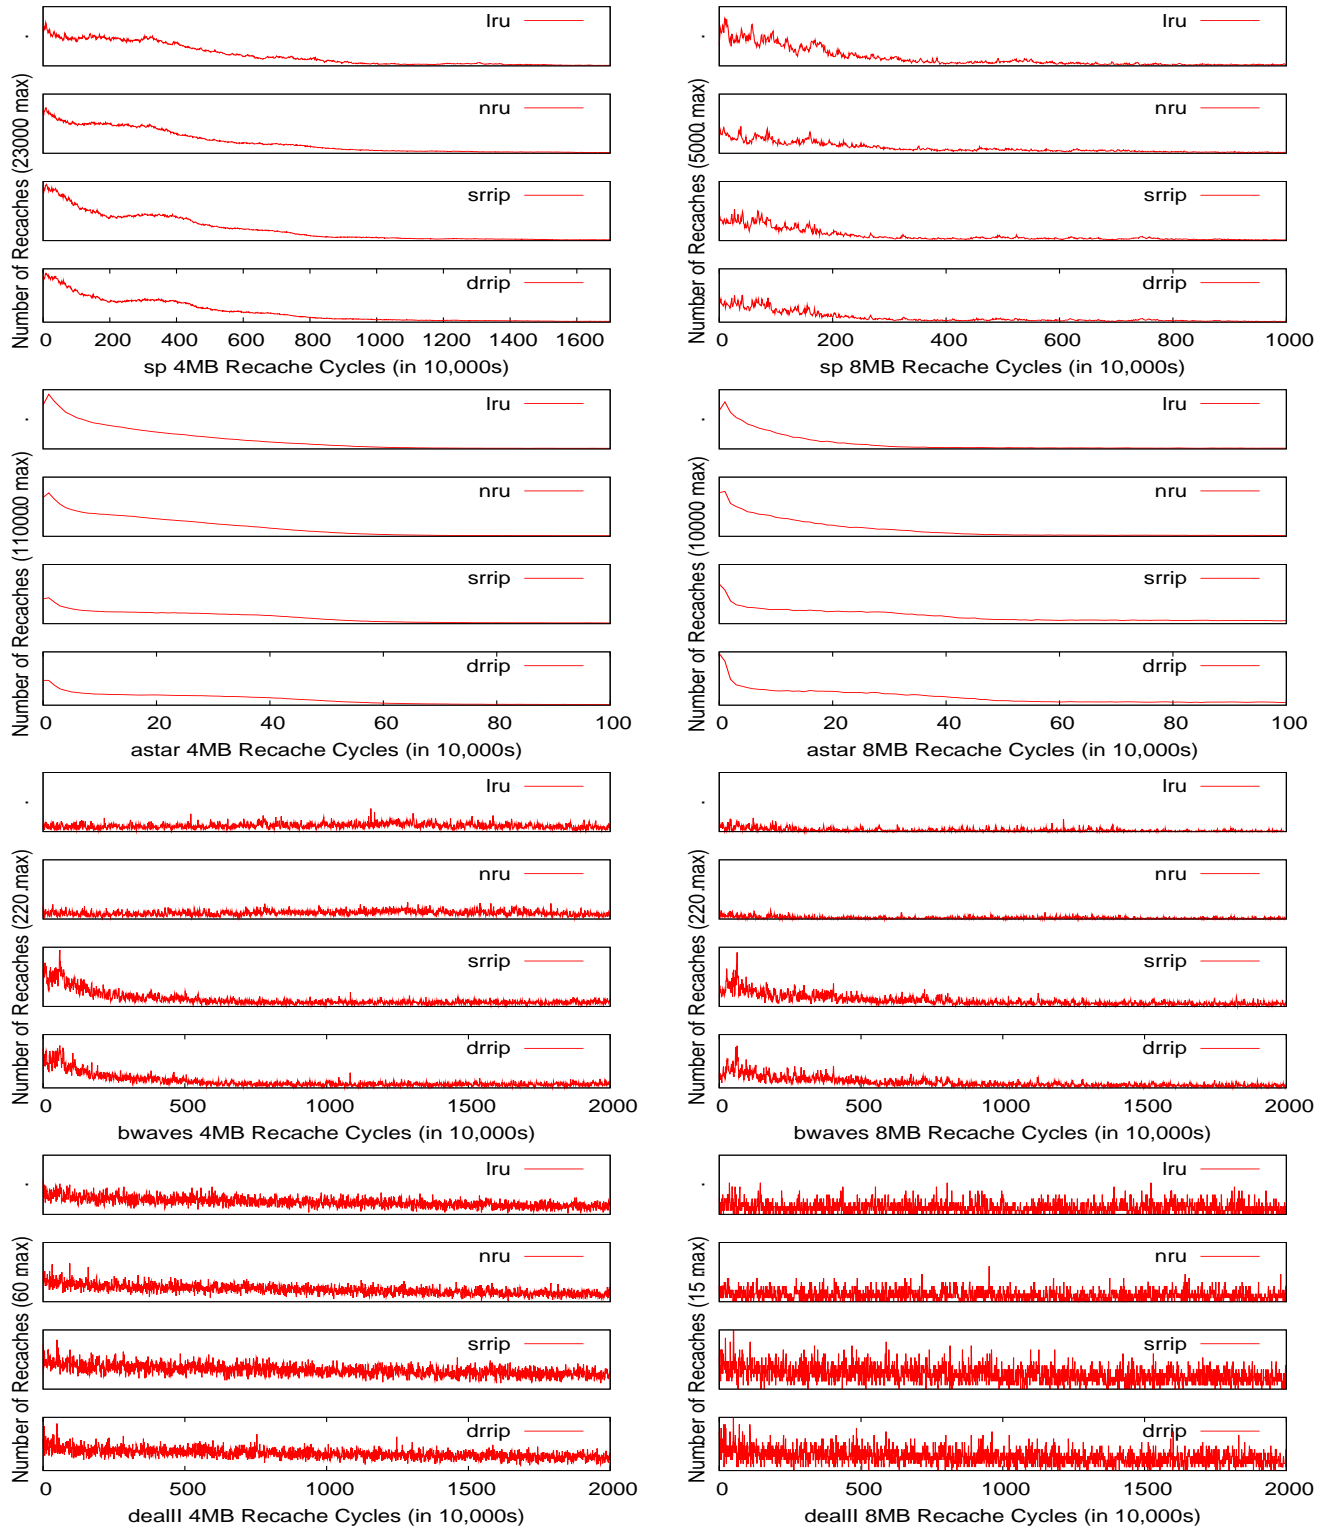 Number of Recaches (23000 max)
lru
nru
srrip
drrip
0 200 400 600 800 1000 1200 1400 1600
sp 4MB Recache Cycles (in 10,000s)
Number of Recaches (5000 max)
lru
nru
srrip
drrip
0 200 400 600 800 1000
sp 8MB Recache Cycles (in 10,000s)
Number of Recaches (110000 max)
lru
nru
srrip
drrip
0 20 40 60 80 100
astar 4MB Recache Cycles (in 10,000s)
Number of Recaches (10000 max)
lru
nru
srrip
drrip
0 20 40 60 80 100
astar 8MB Recache Cycles (in 10,000s)
Number of Recaches (220 max)
lru
nru
srrip
drrip
0 500 1000 1500 2000
bwaves 4MB Recache Cycles (in 10,000s)
Number of Recaches (220 max)
lru
nru
srrip
drrip
0 500 1000 1500 2000
bwaves 8MB Recache Cycles (in 10,000s)
Number of Recaches (60 max)
lru
nru
srrip
drrip
0 500 1000 1500 2000
dealII 4MB Recache Cycles (in 10,000s)
Number of Recaches (15 max)
lru
nru
srrip
drrip
0 500 1000 1500 2000
dealII 8MB Recache Cycles (in 10,000s)